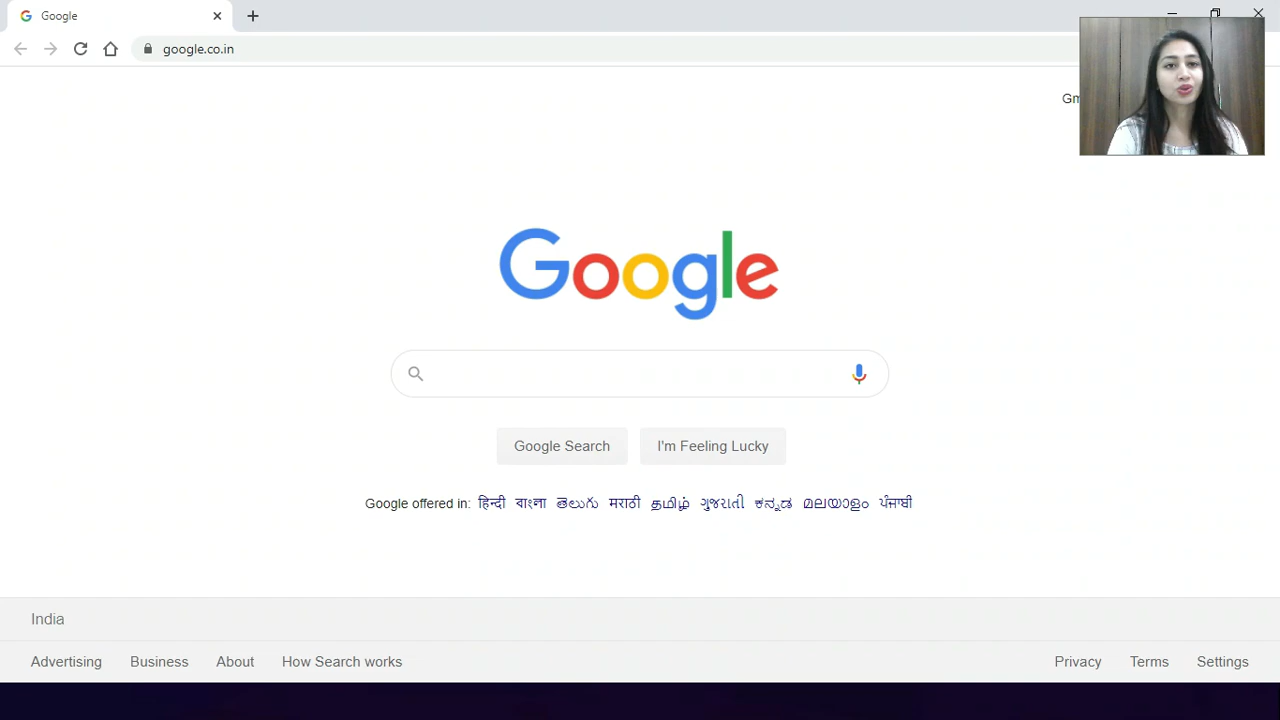 Google
google.co.in
Google
Google Search
I'm Feeling Lucky
Google offered in: हिन्दी বাংলা తెలుగు मराठी தமிழ் ગુજરાતી ಕನ್ನಡ മലയാളം ਪੰਜਾਬੀ
India
Advertising Business About How Search works Privacy Terms Settings